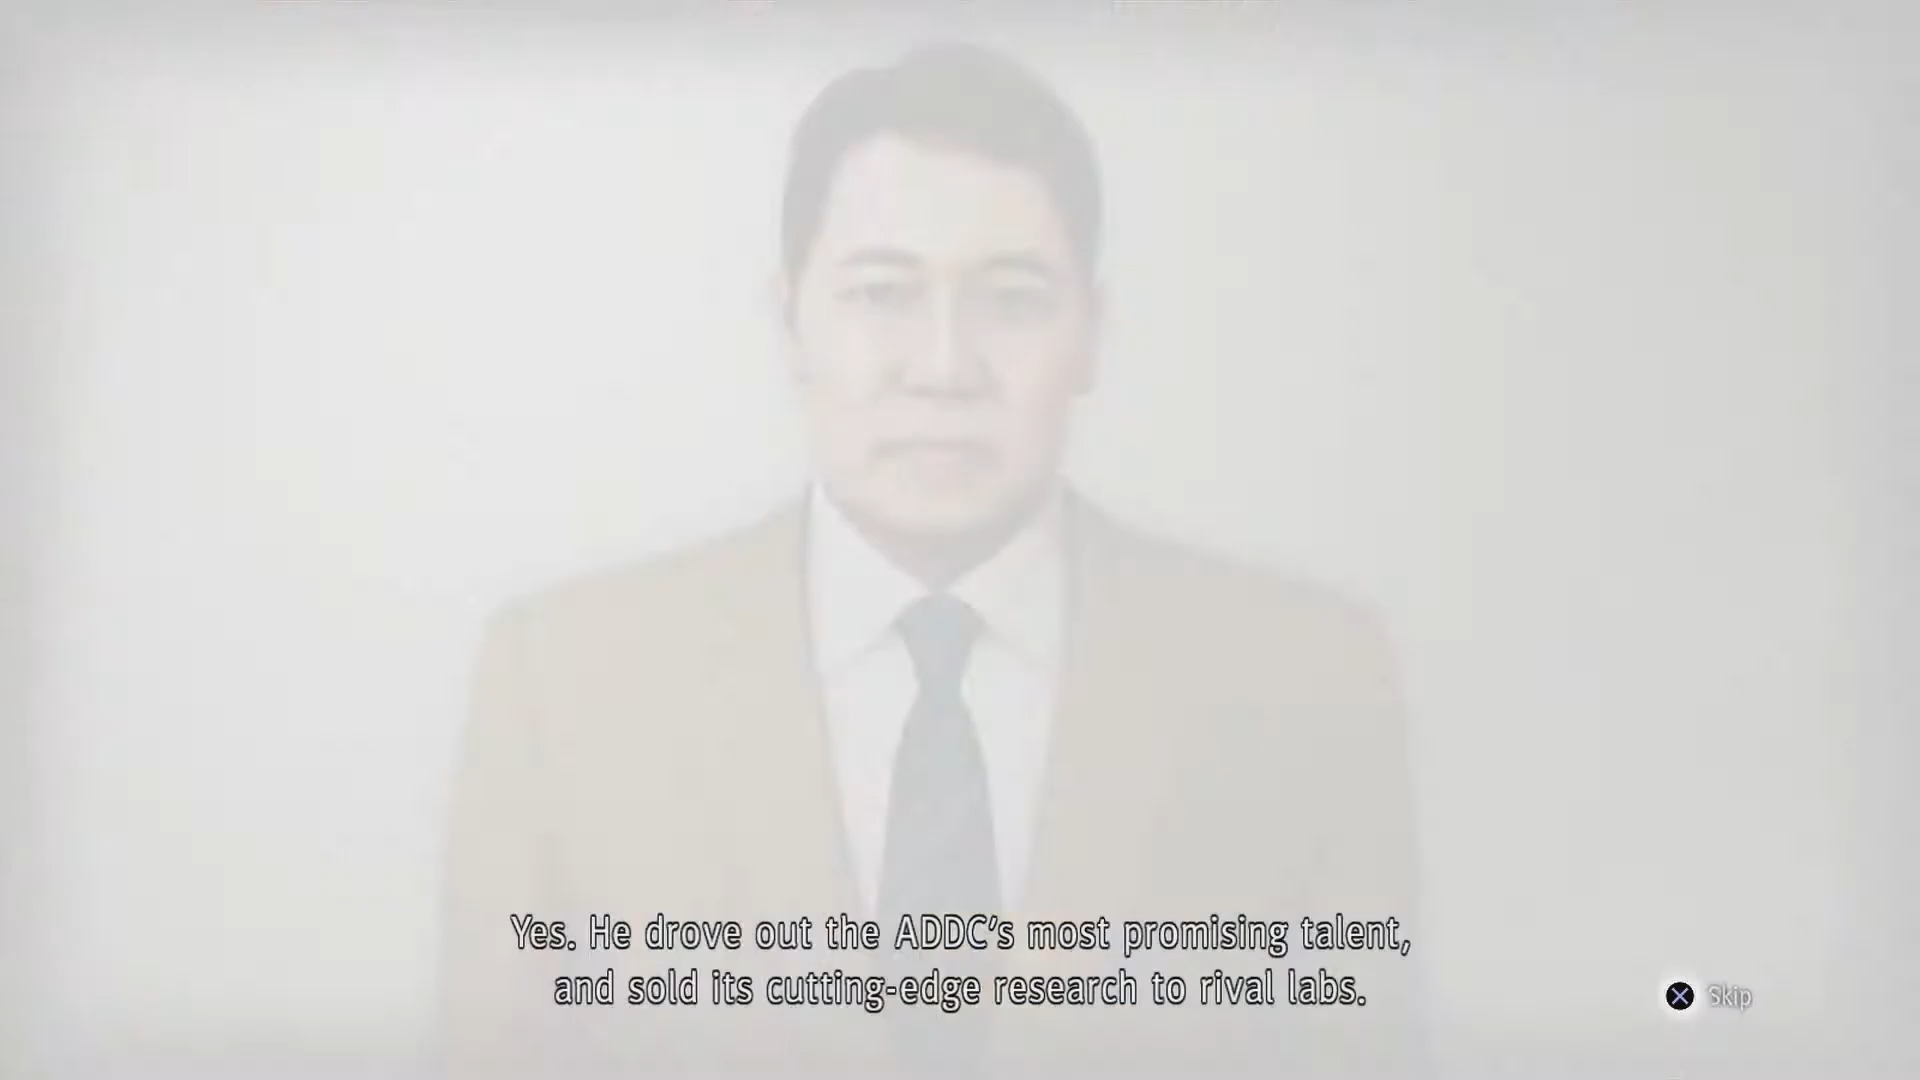 Yes. He drove out the ADDC's most promising talent,
and sold its cutting-edge research to rival labs.
Skip